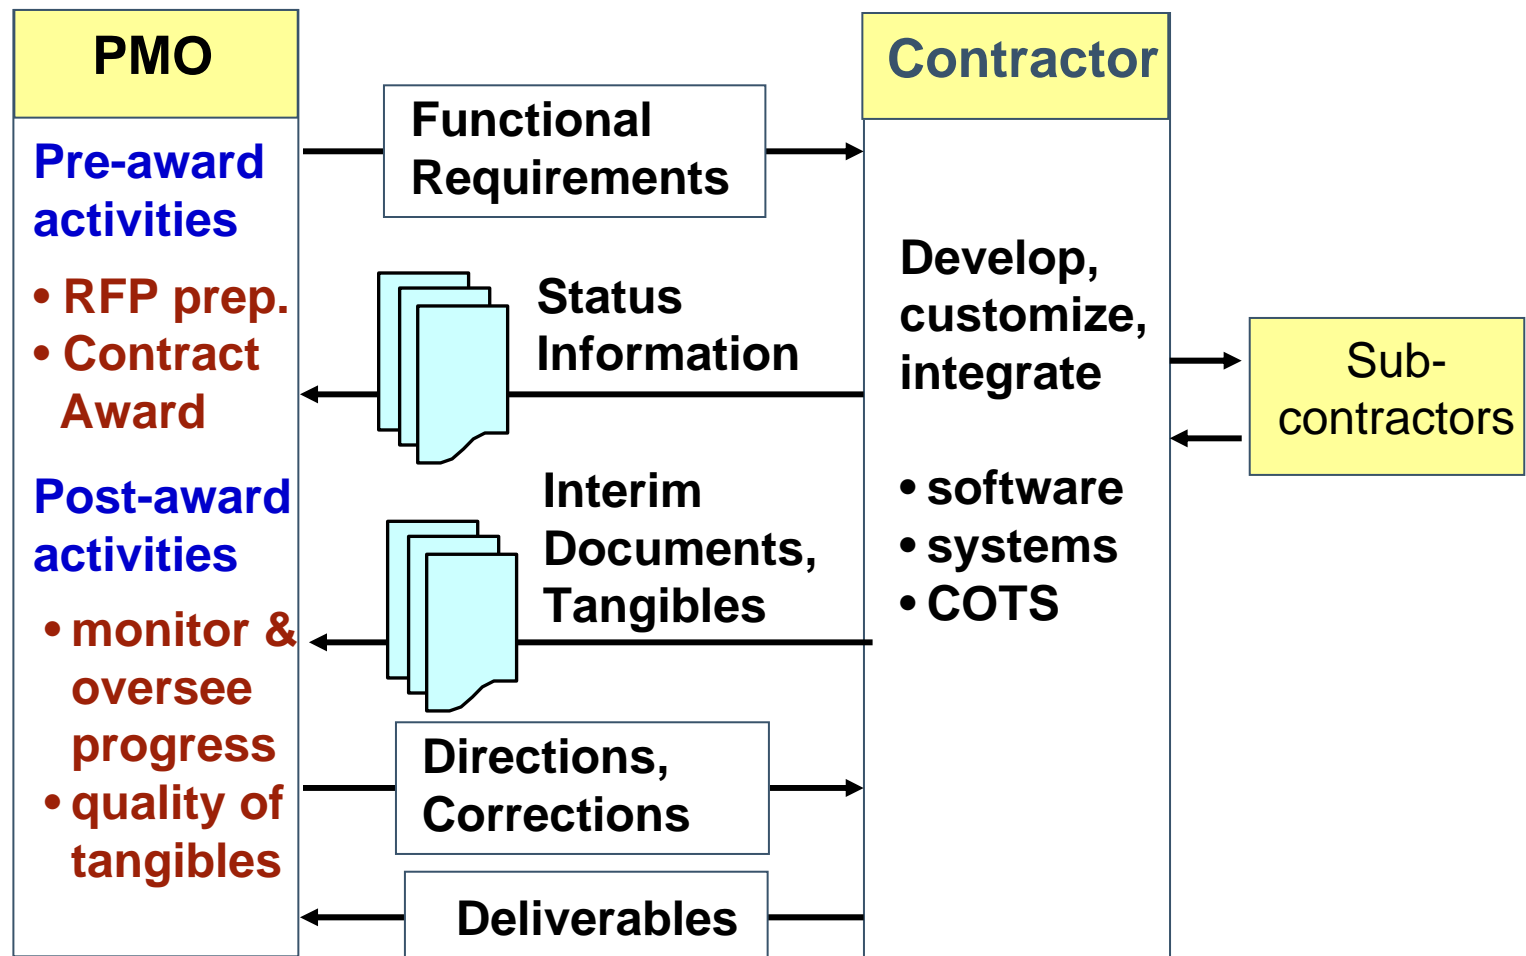 PMO
Pre-award
activities
• RFP prep.
• Contract
Award
Post-award
activities
• monitor &
oversee
progress
• quality of
tangibles
Functional
Requirements
Status
Information
Interim
Documents,
Tangibles
Directions,
Corrections
Deliverables
Contractor
Develop,
customize,
integrate
• software
• systems
• COTS
Sub-
contractors